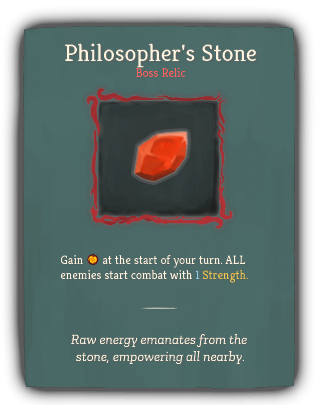 Philosopher's Stone
Boss Relic
Gain at the start of your turn. ALL
enemies start combat with 1 Strength.
Raw energy emanates from the
stone, empowering all nearby.